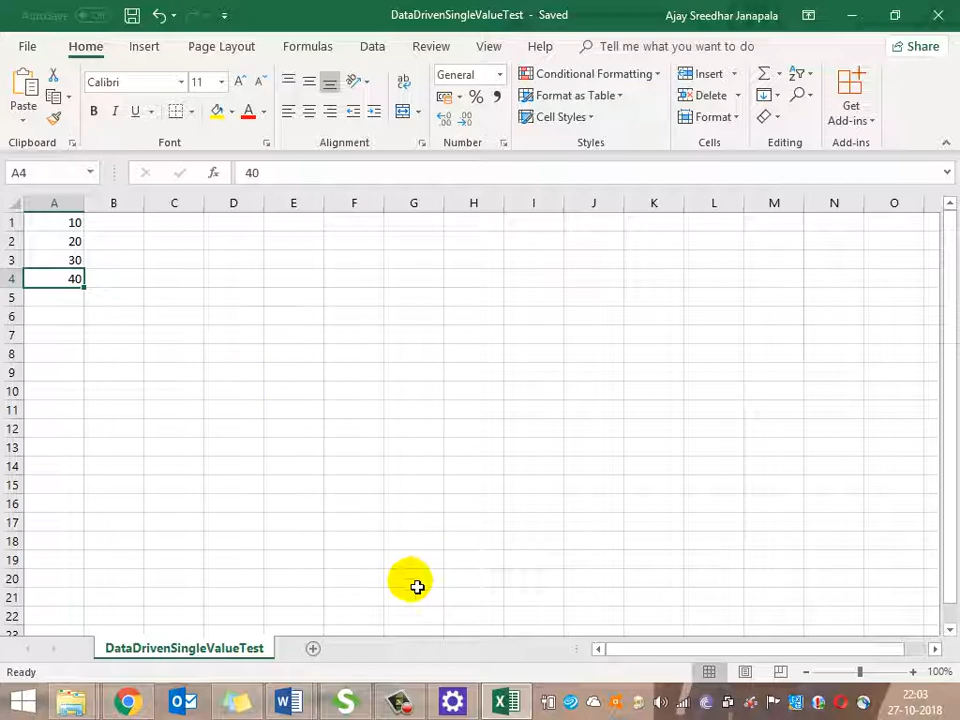 AutoSave Off DataDrivenSingleValueTest - Saved Ajay Sreedhar Janapala
File Home Insert Page Layout Formulas Data Review View Help Tell me what you want to do Share
Paste Calibri 11 General Conditional Formatting Insert
Format as Table Delete
B I U A Cell Styles Format Get Add-ins
Clipboard Font Alignment Number Styles Cells Editing Add-ins
A4 fx 40
A B C D E F G H I J K L M N O
1 10
2 20
3 30
4 40
5
6
7
8
9
10
11
12
13
14
15
16
17
18
19
20
21
22
23
DataDrivenSingleValueTest
Ready 100%
22:03
27-10-2018